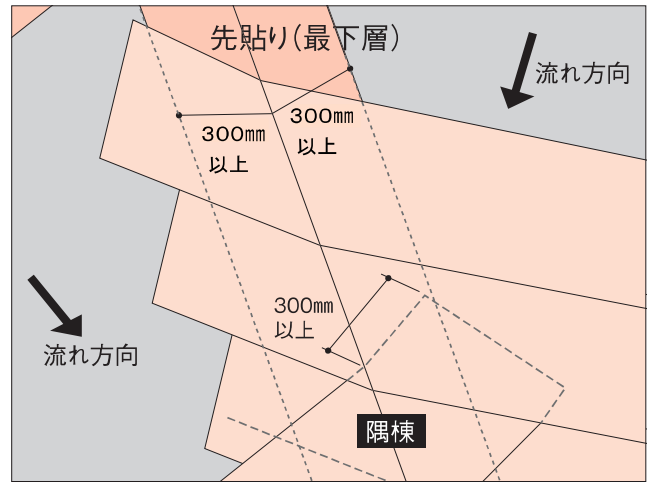 先貼り(最下層)
流れ方向
300㎜
以上
300㎜
以上
300㎜
以上
流れ方向
隅棟